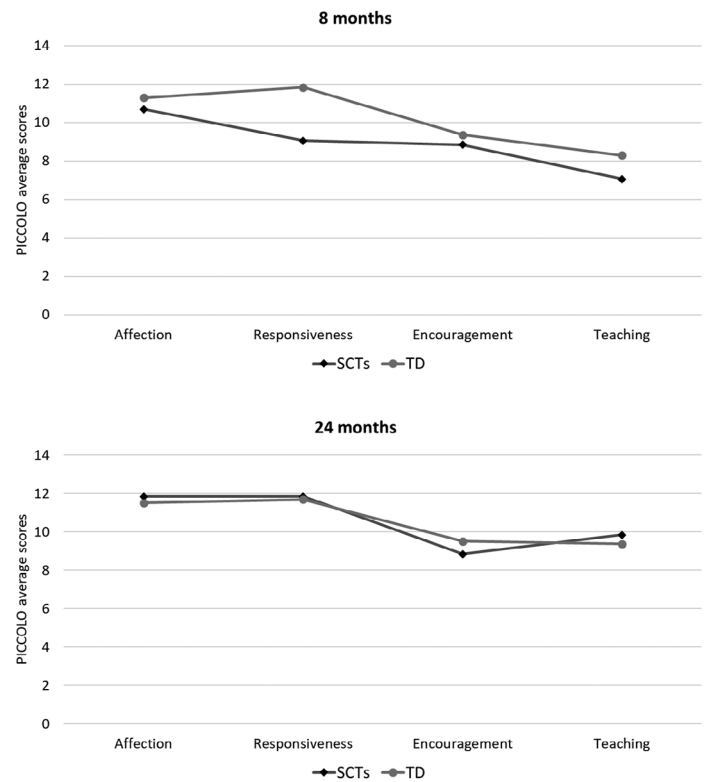 8 months
14
12
10
8
6
4
2
0
PICCOLO average scores
Affection Responsiveness Encouragement Teaching
SCTs TD
24 months
14
12
10
8
6
4
2
0
PICCOLO average scores
Affection Responsiveness Encouragement Teaching
SCTs TD